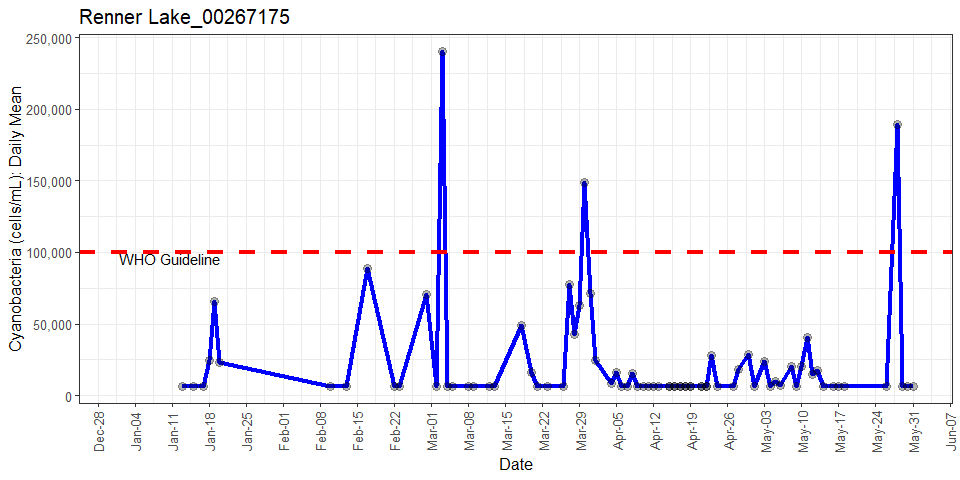 Renner Lake_00267175
Cyanobacteria (cells/mL): Daily Mean
250,000
200,000
150,000
100,000
50,000
0
WHO Guideline
Dec-28
Jan-04
Jan-11
Jan-18
Jan-25
Feb-01
Feb-08
Feb-15
Feb-22
Mar-01
Mar-08
Mar-15
Mar-22
Mar-29
Apr-05
Apr-12
Apr-19
Apr-26
May-03
May-10
May-17
May-24
May-31
Jun-07
Date